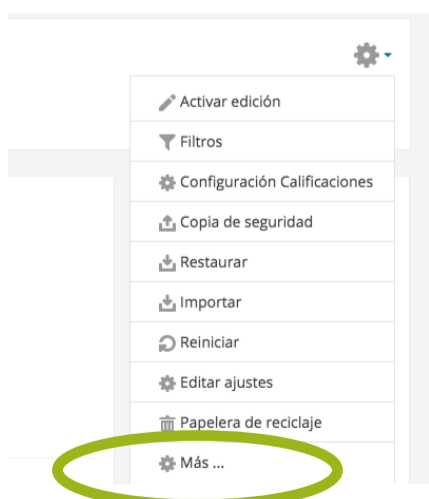 Activar edición
Filtros
Configuración Calificaciones
Copia de seguridad
Restaurar
Importar
Reiniciar
Editar ajustes
Papelera de reciclaje
Más ...